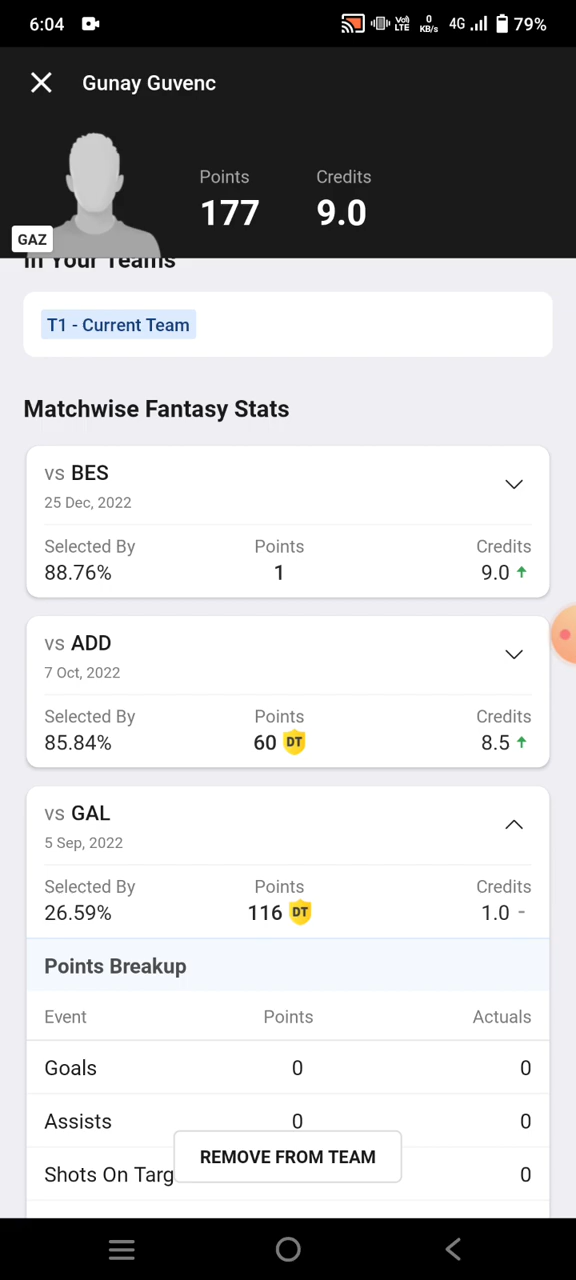 6:04 Vo) LTE 0 KB/s 4G 79%
Gunay Guvenc
Points Credits
177 9.0
GAZ
In Your Teams
T1 - Current Team
Matchwise Fantasy Stats
vs BES
25 Dec, 2022
Selected By Points Credits
88.76% 1 9.0
vs ADD
7 Oct, 2022
Selected By Points Credits
85.84% 60 DT 8.5
vs GAL
5 Sep, 2022
Selected By Points Credits
26.59% 116 DT 1.0 -
Points Breakup
Event Points Actuals
Goals 0 0
Assists 0 0
REMOVE FROM TEAM
Shots On Targ 0